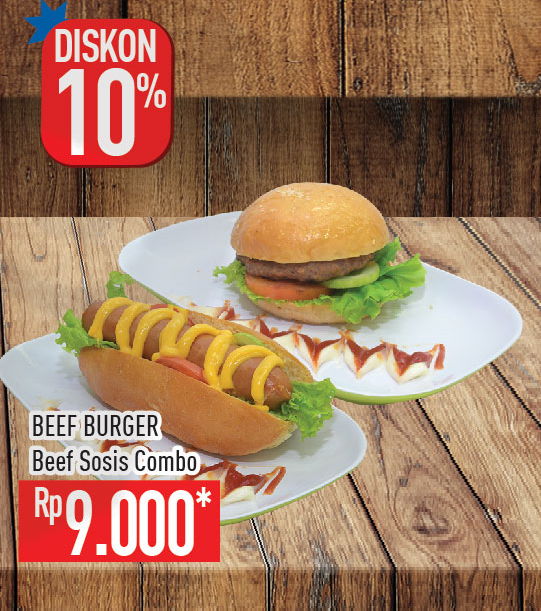 DISKON
10%
BEEF BURGER
Beef Sosis Combo
Rp 9.000*